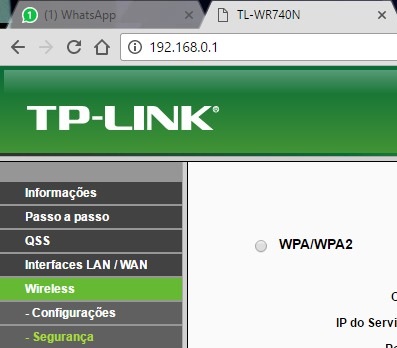 (1) WhatsApp
TL-WR740N
192.168.0.1
TP-LINK®
Informações
Passo a passo
QSS
Interfaces LAN / WAN
Wireless
- Configurações
- Segurança
WPA/WPA2
IP do Servi